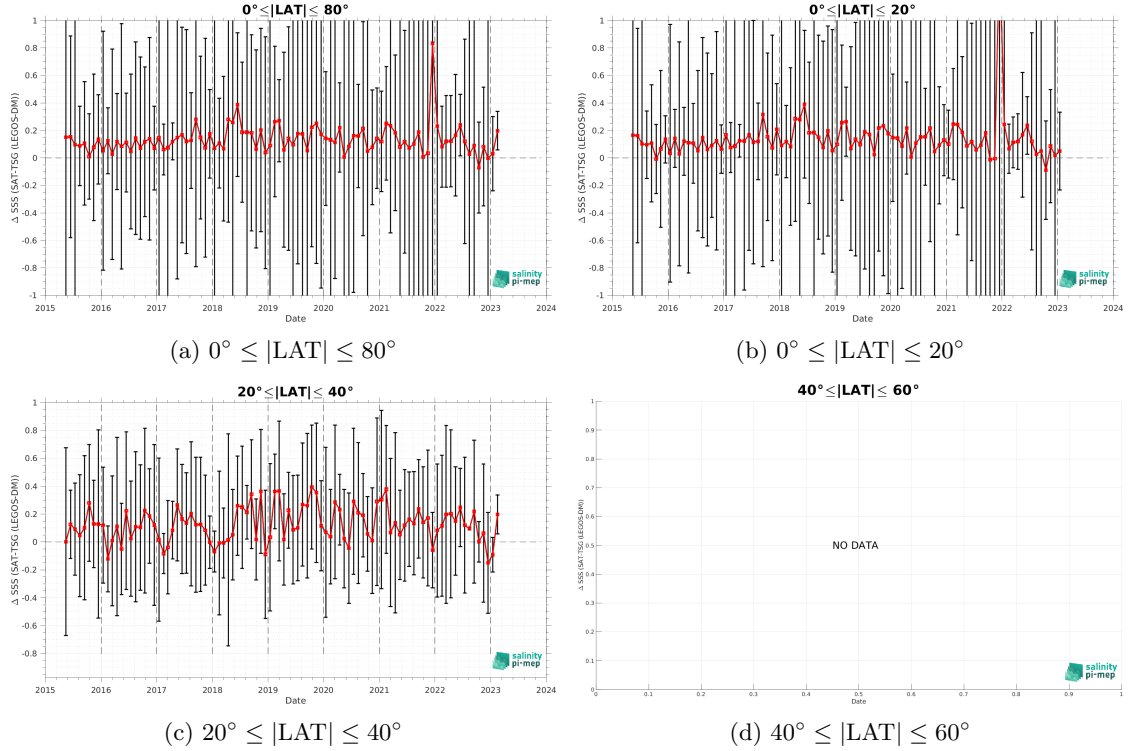 0°≤|LAT|≤ 80°
1
0.8
0.6
0.4
0.2
0
-0.2
-0.4
-0.6
-0.8
-1
Δ SSS (SAT-TSG (LEGOS-DM))
2015 2016 2017 2018 2019 2020 2021 2022 2023 2024
Date
salinity
pi-mep
(a) 0° ≤ |LAT| ≤ 80°
0°≤|LAT|≤ 20°
1
0.8
0.6
0.4
0.2
0
-0.2
-0.4
-0.6
-0.8
-1
Δ SSS (SAT-TSG (LEGOS-DM))
2015 2016 2017 2018 2019 2020 2021 2022 2023 2024
Date
salinity
pi-mep
(b) 0° ≤ |LAT| ≤ 20°
20°≤|LAT|≤ 40°
1
0.8
0.6
0.4
0.2
0
-0.2
-0.4
-0.6
-0.8
Δ SSS (SAT-TSG (LEGOS-DM))
2015 2016 2017 2018 2019 2020 2021 2022 2023 2024
Date
salinity
pi-mep
(c) 20° ≤ |LAT| ≤ 40°
40°≤|LAT|≤ 60°
1
0.9
0.8
0.7
0.6
0.5
0.4
0.3
0.2
0.1
0
Δ SSS (SAT-TSG (LEGOS-DM))
NO DATA
0 0.1 0.2 0.3 0.4 0.5 0.6 0.7 0.8 0.9 1
Date
salinity
pi-mep
(d) 40° ≤ |LAT| ≤ 60°